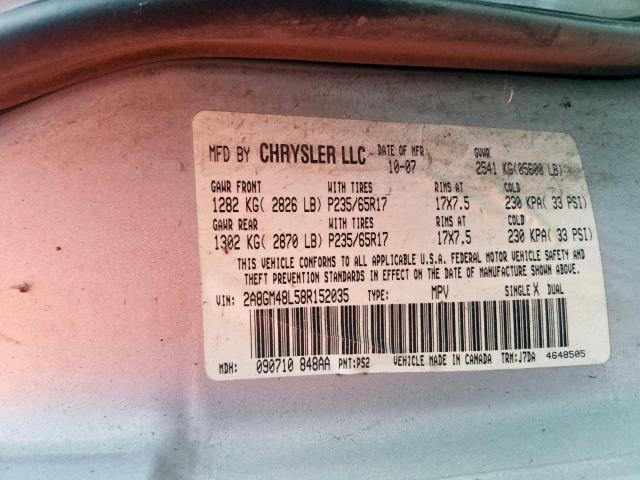 MFD BY CHRYSLER LLC DATE OF MFR 10-07 GVWR 2541 KG(05600 LB)
GAWR FRONT WITH TIRES RIMS AT COLD
1282 KG( 2826 LB) P235/65R17 17X7.5 230 KPA( 33 PSI)
GAWR REAR WITH TIRES RIMS AT COLD
1302 KG( 2870 LB) P235/65R17 17X7.5 230 KPA( 33 PSI)
THIS VEHICLE CONFORMS TO ALL APPLICABLE U.S.A. FEDERAL MOTOR VEHICLE SAFETY AND
THEFT PREVENTION STANDARDS IN EFFECT ON THE DATE OF MANUFACTURE SHOWN ABOVE.
VIN: 2A8GM48L58R152035 TYPE: MPV SINGLE X DUAL
MDH: 090710 848AA PNT:PS2 VEHICLE MADE IN CANADA TRM:J7DA 4648505